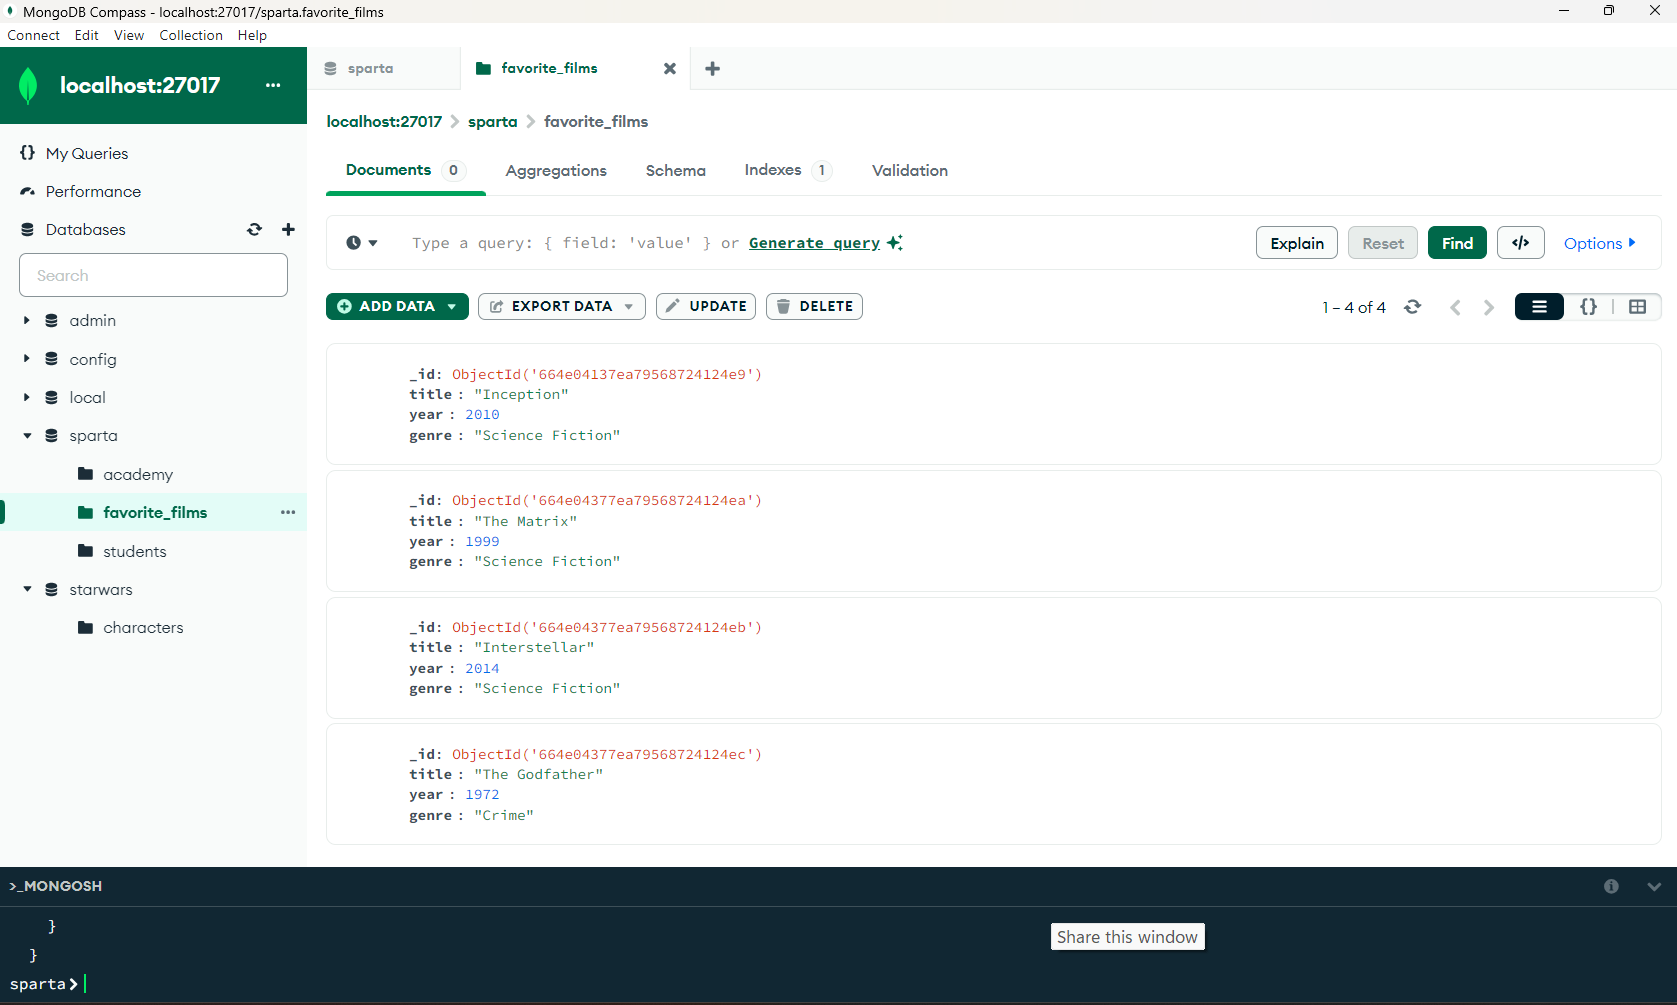 MongoDB Compass - localhost:27017/sparta.favorite_films
Connect Edit View Collection Help
localhost:27017 ...
sparta
favorite_films
localhost:27017 > sparta > favorite_films
My Queries
Performance
Databases
Search
admin
config
local
sparta
academy
favorite_films ...
students
starwars
characters
Documents 0 Aggregations Schema Indexes 1 Validation
Type a query: { field: 'value' } or Generate query
Explain Reset Find </> Options
ADD DATA EXPORT DATA UPDATE DELETE
1 – 4 of 4 {}
_id: ObjectId('664e04137ea79568724124e9')
title : "Inception"
year : 2010
genre : "Science Fiction"
_id: ObjectId('664e04377ea79568724124ea')
title : "The Matrix"
year : 1999
genre : "Science Fiction"
_id: ObjectId('664e04377ea79568724124eb')
title : "Interstellar"
year : 2014
genre : "Science Fiction"
_id: ObjectId('664e04377ea79568724124ec')
title : "The Godfather"
year : 1972
genre : "Crime"
>_MONGOSH
}
}
Share this window
sparta>